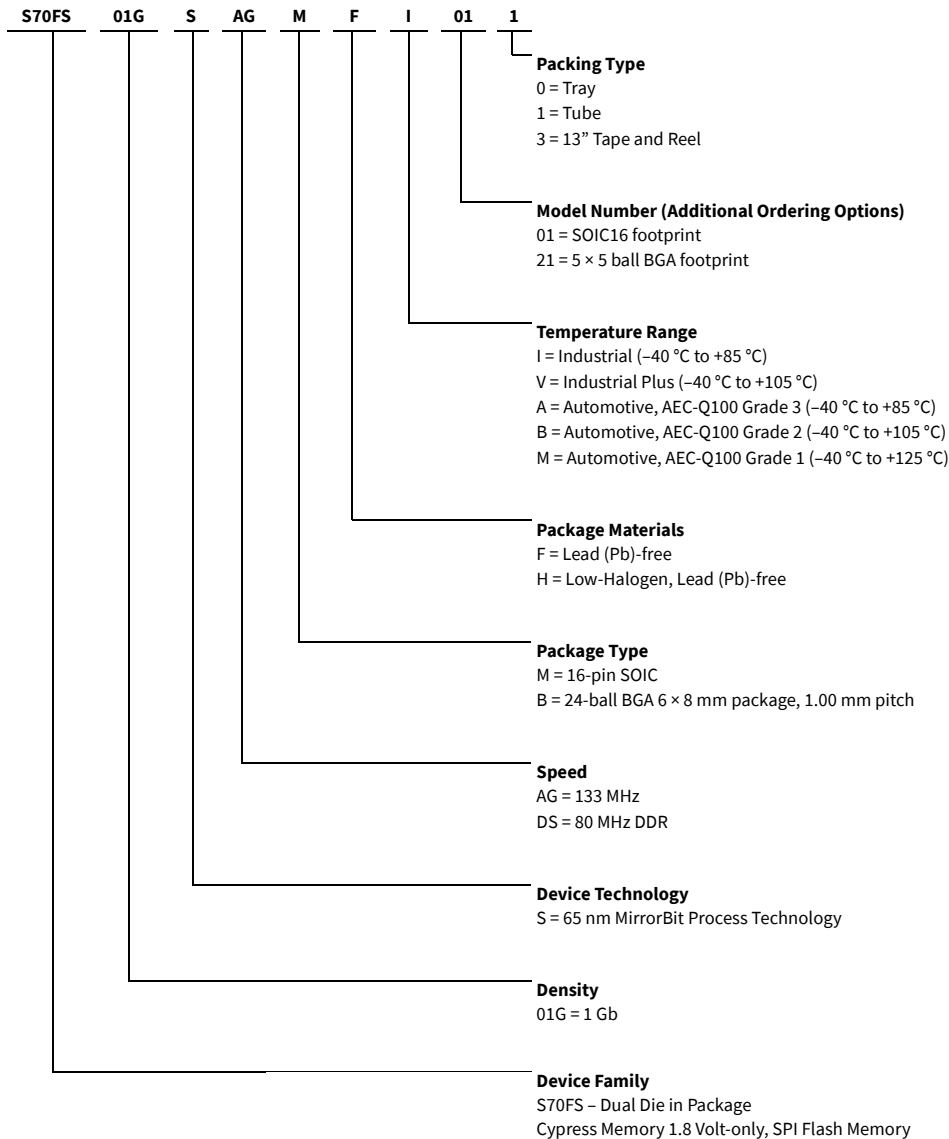 S70FS 01G S AG M F I 01 1
Packing Type
0 = Tray
1 = Tube
3 = 13” Tape and Reel
Model Number (Additional Ordering Options)
01 = SOIC16 footprint
21 = 5 × 5 ball BGA footprint
Temperature Range
I = Industrial (–40 °C to +85 °C)
V = Industrial Plus (–40 °C to +105 °C)
A = Automotive, AEC-Q100 Grade 3 (–40 °C to +85 °C)
B = Automotive, AEC-Q100 Grade 2 (–40 °C to +105 °C)
M = Automotive, AEC-Q100 Grade 1 (–40 °C to +125 °C)
Package Materials
F = Lead (Pb)-free
H = Low-Halogen, Lead (Pb)-free
Package Type
M = 16-pin SOIC
B = 24-ball BGA 6 × 8 mm package, 1.00 mm pitch
Speed
AG = 133 MHz
DS = 80 MHz DDR
Device Technology
S = 65 nm MirrorBit Process Technology
Density
01G = 1 Gb
Device Family
S70FS – Dual Die in Package
Cypress Memory 1.8 Volt-only, SPI Flash Memory